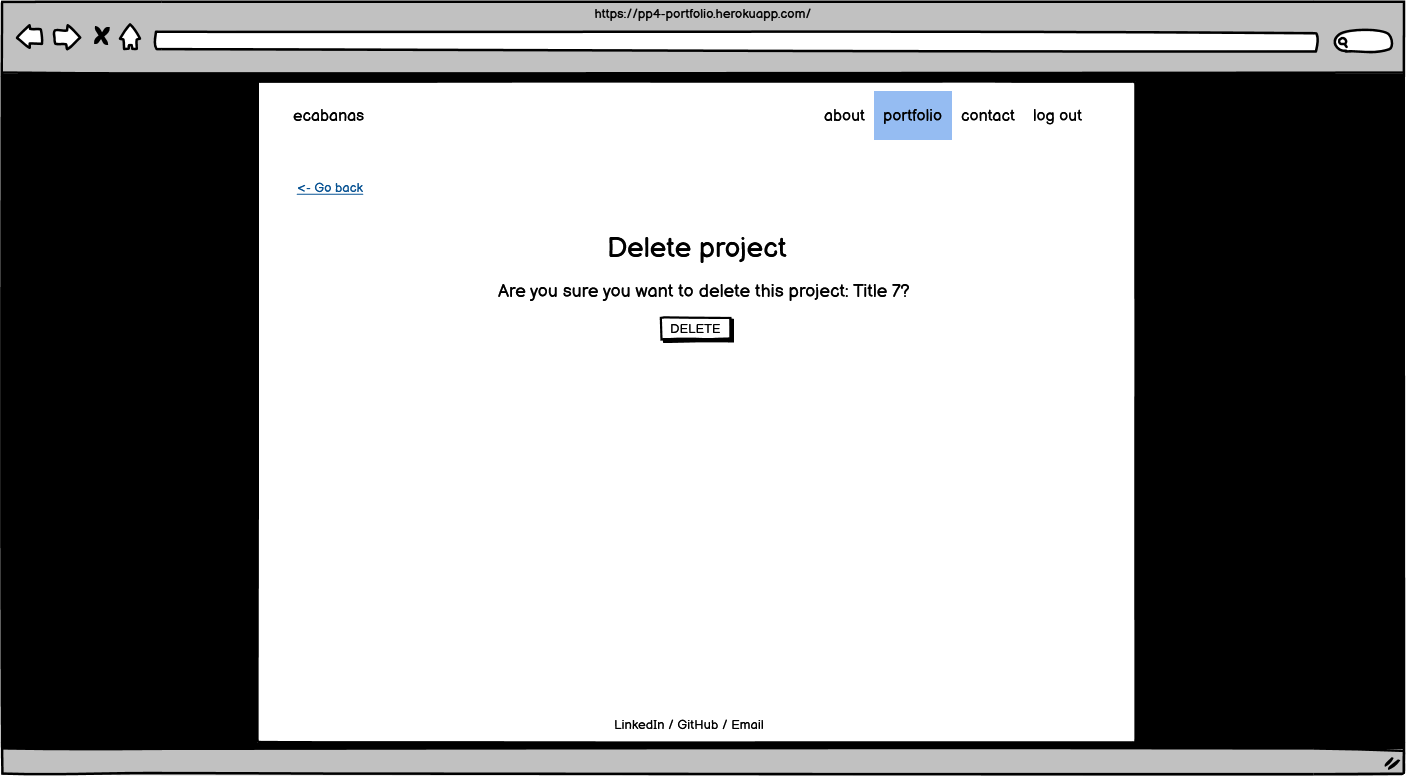 https://pp4-portfolio.herokuapp.com/
ecabanas about portfolio contact log out
<- Go back
Delete project
Are you sure you want to delete this project: Title 7?
DELETE
LinkedIn / GitHub / Email